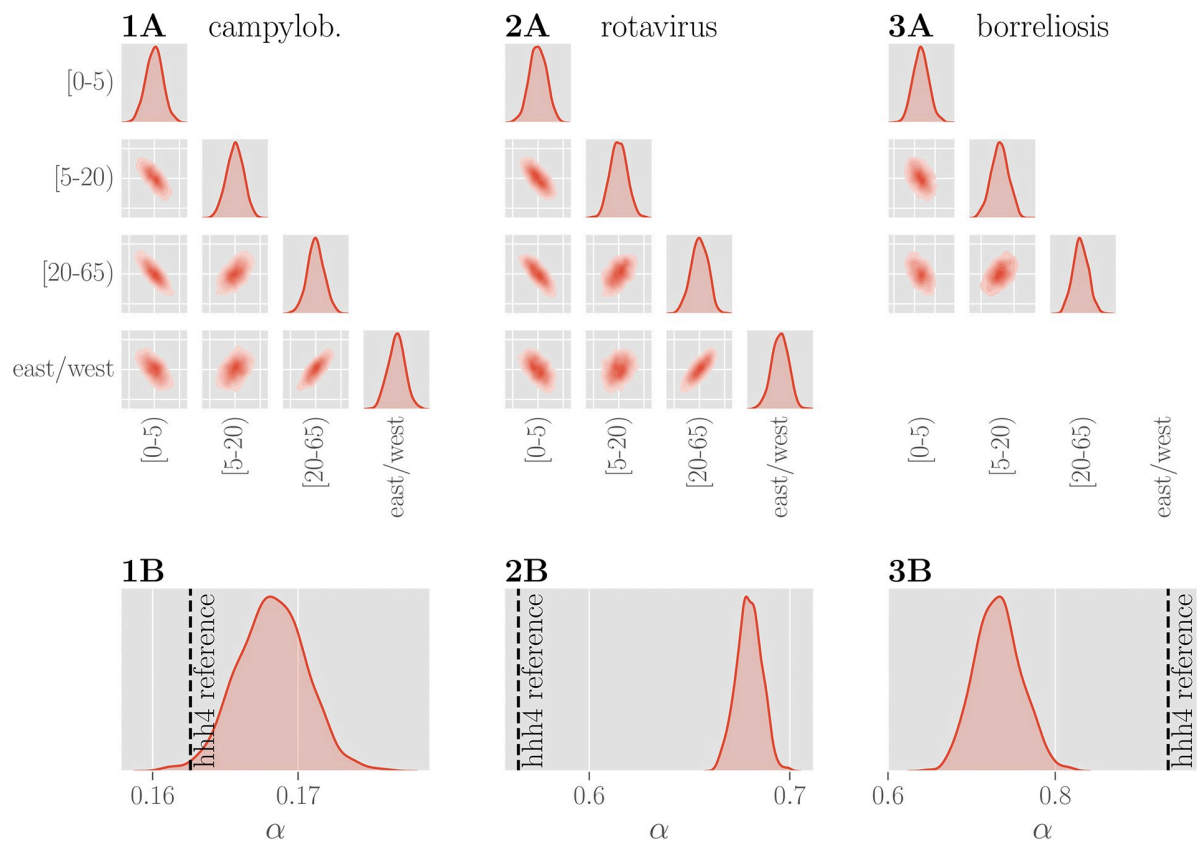 1A campylob.
2A rotavirus
3A borreliosis
[0-5)
[5-20)
[20-65)
east/west
[0-5)
[5-20)
[20-65)
east/west
[0-5)
[5-20)
[20-65)
east/west
[0-5)
[5-20)
[20-65)
east/west
1B
2B
3B
hhh4 reference
hhh4 reference
hhh4 reference
0.16 0.17
0.6 0.7
0.6 0.8
α
α
α